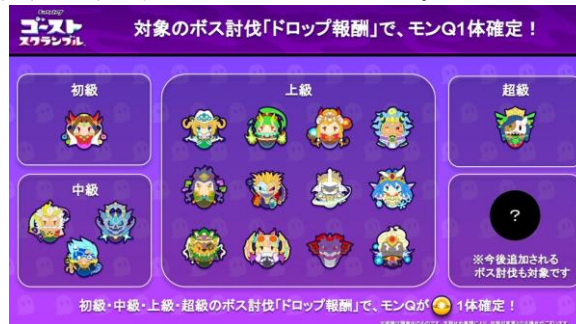 ゴースト
スクランブル
対象のボス討伐「ドロップ報酬」で、モンQ1体確定！
初級
上級
超級
中級
?
※今後追加される
ボス討伐も対象です
初級・中級・上級・超級のボス討伐「ドロップ報酬」で、モンQが 1体確定！